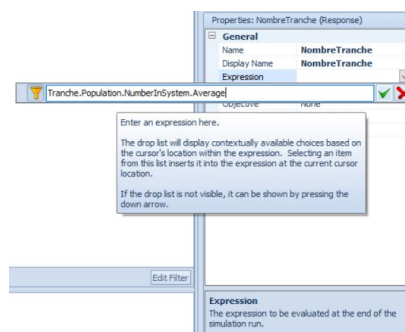 Properties: NombreTranche (Response)
General
Name NombreTranche
Display Name NombreTranche
Expression
Tranche.Population.NumberInSystem.Average
Objective None
Enter an expression here.
The drop list will display contextually available choices based on
the cursor's location within the expression. Selecting an item
from this list inserts it into the expression at the current cursor
location.
If the drop list is not visible, it can be shown by pressing the
down arrow.
Edit Filter
Expression
The expression to be evaluated at the end of the
simulation run.